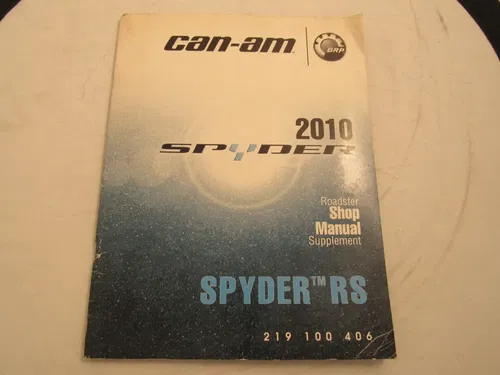 can-am
BRP
2010
SPYDER
Roadster
Shop
Manual
Supplement
SPYDER™ RS
219 100 406